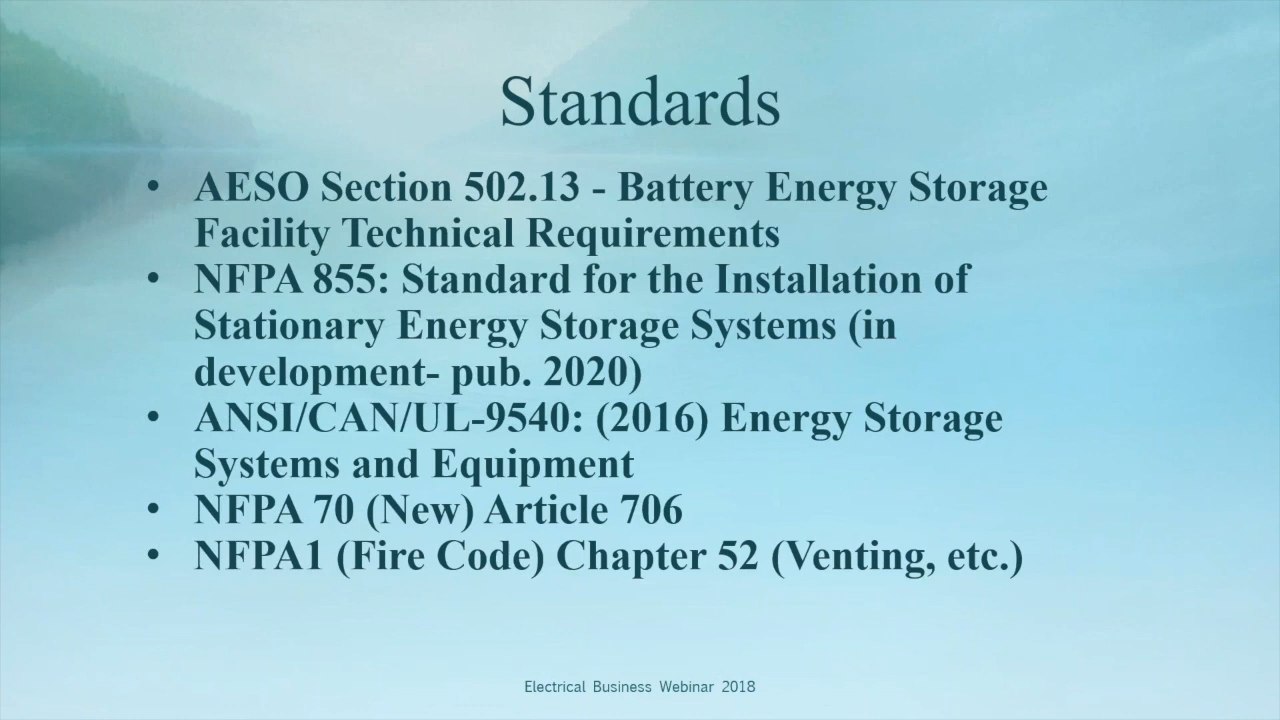 Standards
• AESO Section 502.13 - Battery Energy Storage
Facility Technical Requirements
• NFPA 855: Standard for the Installation of
Stationary Energy Storage Systems (in
development- pub. 2020)
• ANSI/CAN/UL-9540: (2016) Energy Storage
Systems and Equipment
• NFPA 70 (New) Article 706
• NFPA1 (Fire Code) Chapter 52 (Venting, etc.)
Electrical Business Webinar 2018